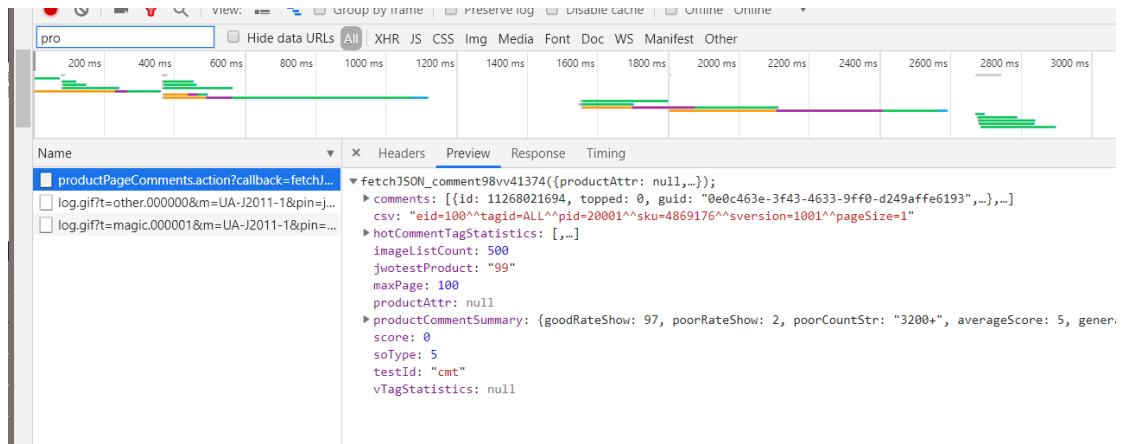 View: Group by frame Preserve log Disable cache Offline Online
pro Hide data URLs All XHR JS CSS Img Media Font Doc WS Manifest Other
200 ms 400 ms 600 ms 800 ms 1000 ms 1200 ms 1400 ms 1600 ms 1800 ms 2000 ms 2200 ms 2400 ms 2600 ms 2800 ms 3000 ms
Name × Headers Preview Response Timing
productPageComments.action?callback=fetchJ...
log.gif?t=other.000000&m=UA-J2011-1&pin=j...
log.gif?t=magic.000001&m=UA-J2011-1&pin=...
fetchJSON_comment98vv41374({productAttr: null,…});
comments: [{id: 11268021694, topped: 0, guid: "0e0c463e-3f43-4633-9ff0-d249affe6193",…},…]
csv: "eid=100^^tagid=ALL^^pid=20001^^sku=4869176^^sversion=1001^^pageSize=1"
hotCommentTagStatistics: [,…]
imageListCount: 500
jwotestProduct: "99"
maxPage: 100
productAttr: null
productCommentSummary: {goodRateShow: 97, poorRateShow: 2, poorCountStr: "3200+", averageScore: 5, genera
score: 0
soType: 5
testId: "cmt"
vTagStatistics: null